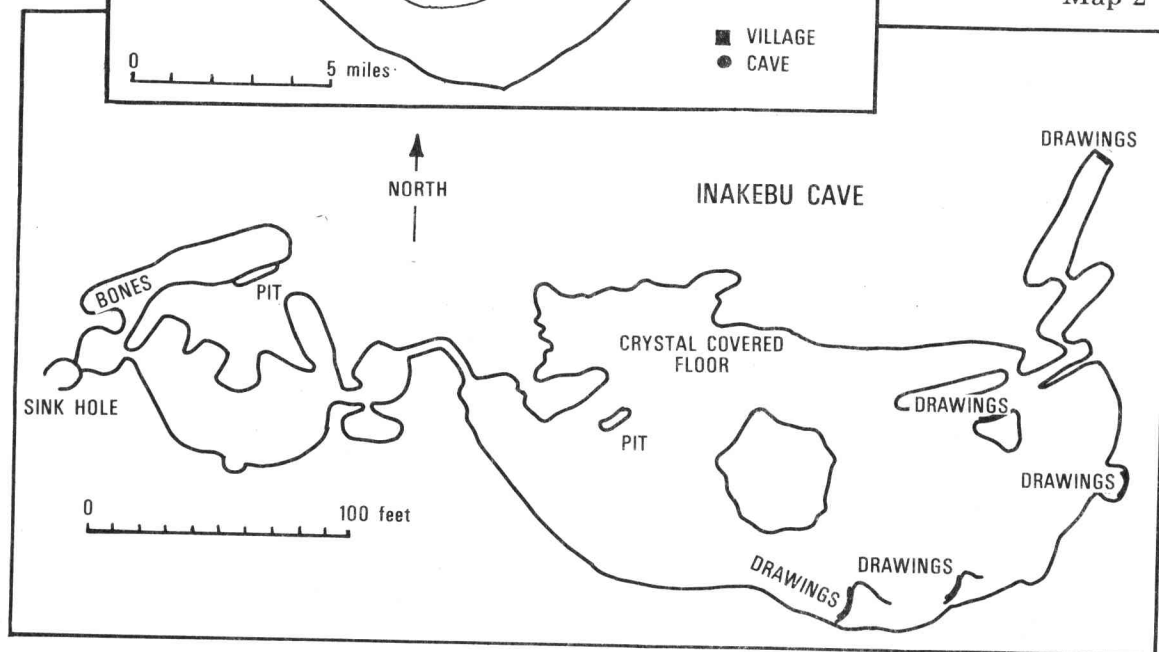 Map 2
VILLAGE
CAVE
0 5 miles
NORTH
INAKEBU CAVE
DRAWINGS
BONES
PIT
CRYSTAL COVERED
FLOOR
SINK HOLE
DRAWINGS
PIT
DRAWINGS
0 100 feet
DRAWINGS
DRAWINGS